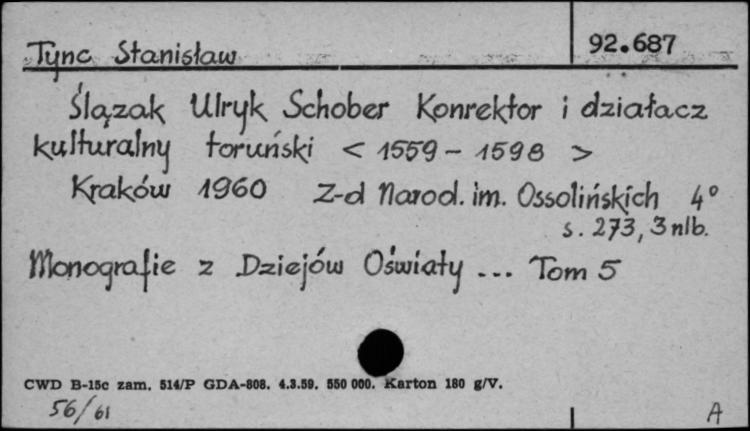 Tync Stanisław
92.687
Ślązak Ulryk Schober Konrektor i działacz
kulturalny toruński < 1559 - 1598 >
Kraków 1960 Z-d Narod. im. Ossolińskich 4°
s. 273, 3 nlb.
Monografie z Dziejów Oświaty ... Tom 5
CWD B-15c zam. 514/P GDA-808. 4.3.59. 550 000. Karton 180 g/V.
56/61
A